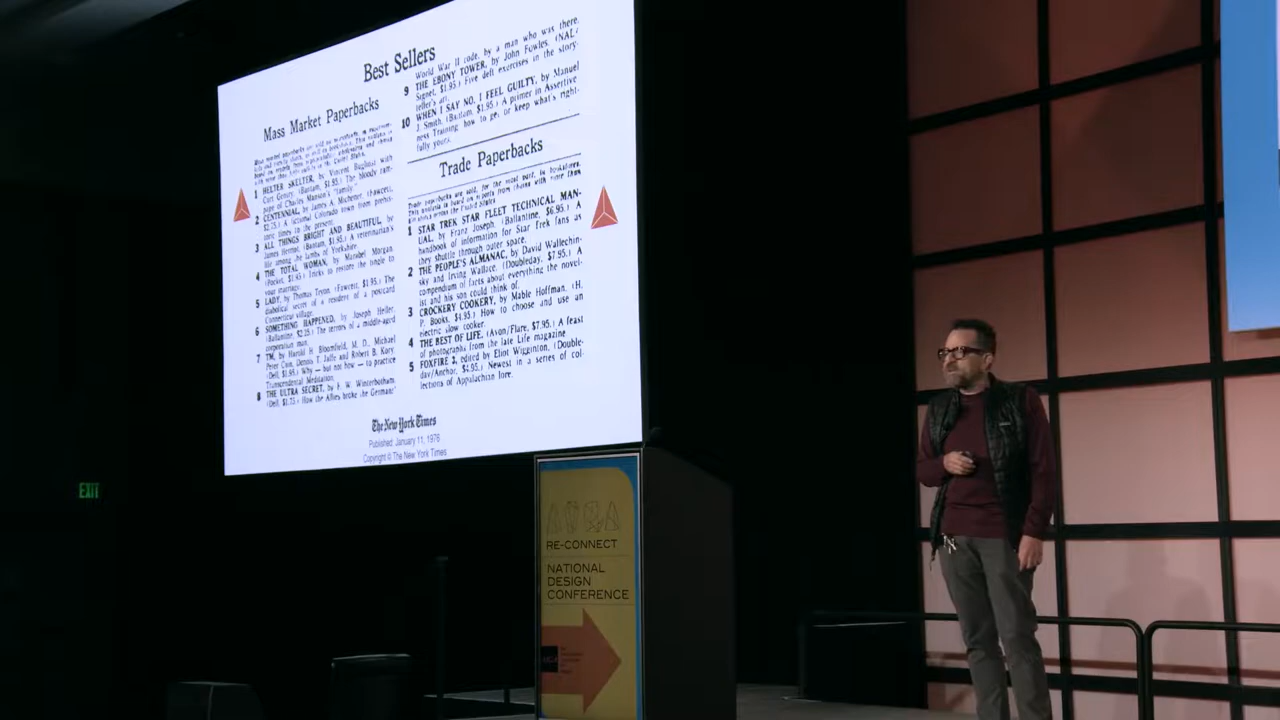 Best Sellers
Mass Market Paperbacks
1 HELTER SKELTER, by Vincent Bugliosi with
Curt Gentry. (Bantam, $1.95.) The bloody ram-
page of Charles Manson's "family."
2 CENTENNIAL, by James A. Michener. (Fawcett,
$2.75.) A fictional Colorado town from prehis-
toric times to the present.
3 ALL THINGS BRIGHT AND BEAUTIFUL, by
James Herriot. (Bantam, $1.95.) A veterinarian's
life among the lambs of Yorkshire.
4 THE TOTAL WOMAN, by Marabel Morgan.
(Pocket, $1.95.) Tricks to restore the jingle to
your marriage.
5 LADY, by Thomas Tryon. (Fawcett, $1.95.) The
diabolical secret of a resident of a postcard
Connecticut village.
6 SOMETHING HAPPENED, by Joseph Heller.
(Ballantine, $2.25.) The terrors of a middle-aged
corporation man.
7 TM, by Harold H. Bloomfield, M. D., Michael
Peter Cain, Dennis T. Jaffe and Robert B. Kory.
(Dell, $1.95.) Why — but not how — to practice
Transcendental Meditation.
8 THE ULTRA SECRET, by F. W. Winterbotham.
(Dell, $1.75.) How the Allies broke the German
World War II code, by a man who was there.
9 THE EBONY TOWER, by John Fowles. (NAL/
Signet, $1.95.) Five deft exercises in the story-
teller's art.
10 WHEN I SAY NO, I FEEL GUILTY, by Manuel
J. Smith. (Bantam, $1.95.) A primer in Assertive-
ness Training: how to get or keep what's right-
fully yours.
Trade Paperbacks
Trade paperbacks are sold, for the most part, in bookstores.
1 STAR TREK STAR FLEET TECHNICAL MAN-
UAL, by Franz Joseph. (Ballantine, $6.95.) A
handbook of information for Star Trek fans as
they shuttle through outer space.
2 THE PEOPLE'S ALMANAC, by David Wallechin-
sky and Irving Wallace. (Doubleday, $7.95.) A
compendium of facts about everything the novel-
ist and his son could think of.
3 CROCKERY COOKERY, by Mable Hoffman. (H.
P. Books, $4.95.) How to choose and use an
electric slow cooker.
4 THE BEST OF LIFE. (Avon/Flare, $7.95.) A feast
of photographs from the late Life magazine
5 FOXFIRE 3, edited by Eliot Wigginton. (Double-
day/Anchor, $4.95.) Newest in a series of col-
lections of Appalachian lore.
The New York Times
Published: January 11, 1976
Copyright © The New York Times
EXIT
RE-CONNECT
NATIONAL
DESIGN
CONFERENCE